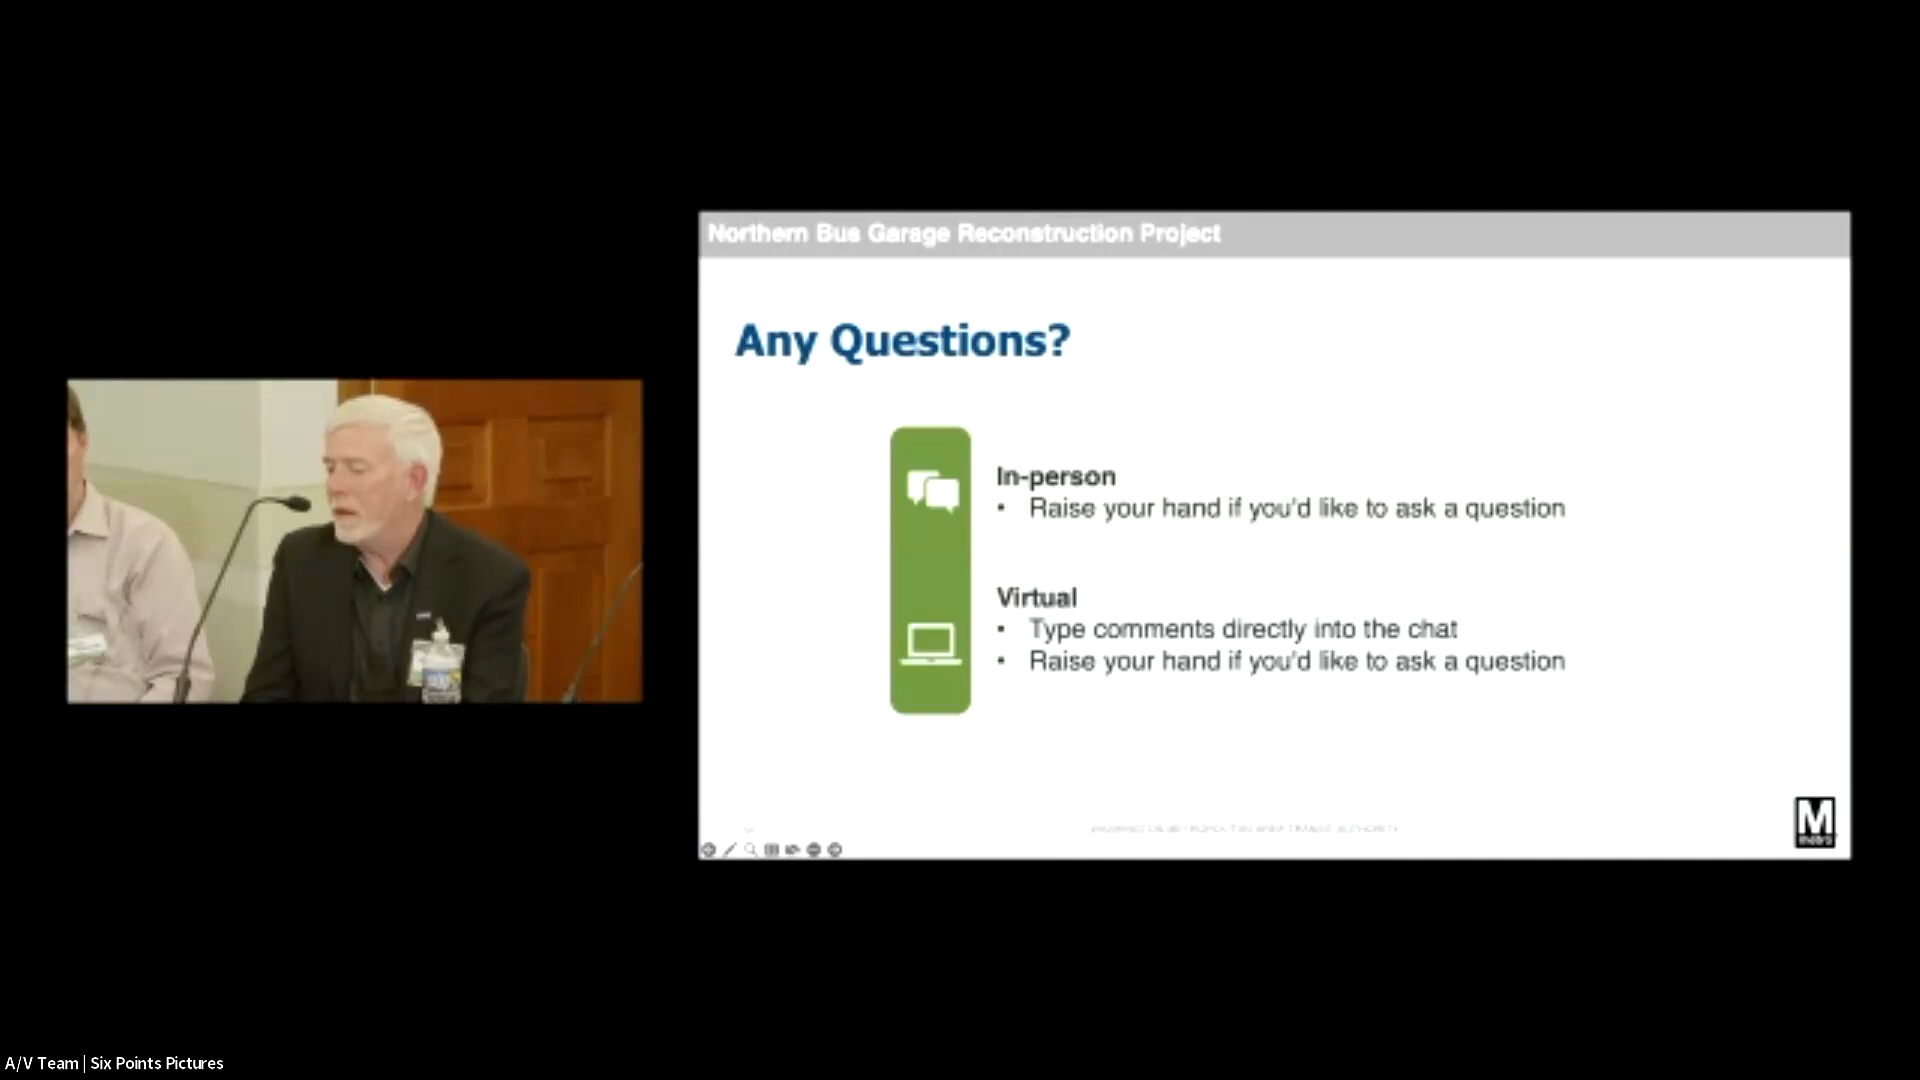 Northern Bus Garage Reconstruction Project
Any Questions?
In-person
• Raise your hand if you'd like to ask a question
Virtual
• Type comments directly into the chat
• Raise your hand if you'd like to ask a question
M
metro
A/V Team | Six Points Pictures